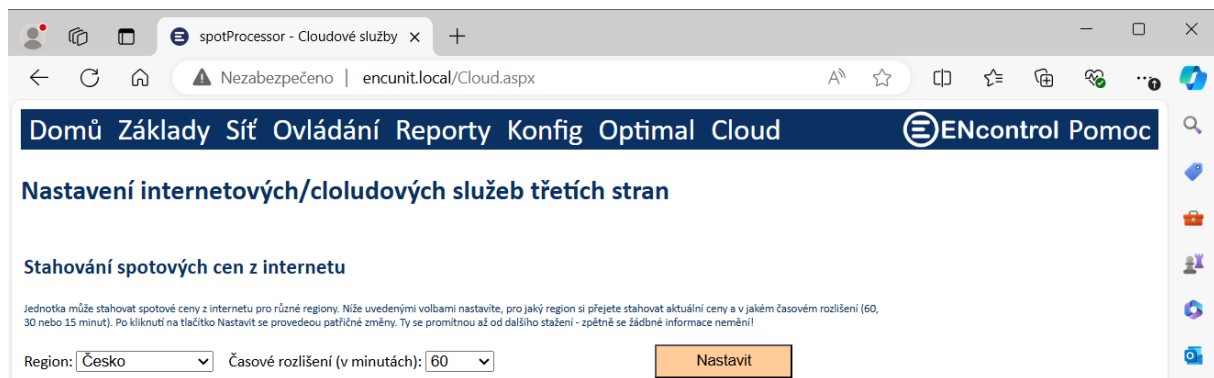 spotProcessor - Cloudové služby
Nezabezpečeno | encunit.local/Cloud.aspx
Domů Základy Síť Ovládání Reporty Konfig Optimal Cloud ENcontrol Pomoc
Nastavení internetových/cloludových služeb třetích stran
Stahování spotových cen z internetu
Jednotka může stahovat spotové ceny z internetu pro různé regiony. Níže uvedenými volbami nastavíte, pro jaký region si přejete stahovat aktuální ceny a v jakém časovém rozlišení (60,
30 nebo 15 minut). Po kliknutí na tlačítko Nastavit se provedeou patřičné změny. Ty se promítnou až od dalšího stažení - zpětně se žádbné informace nemění!
Region: Česko Časové rozlišení (v minutách): 60 Nastavit